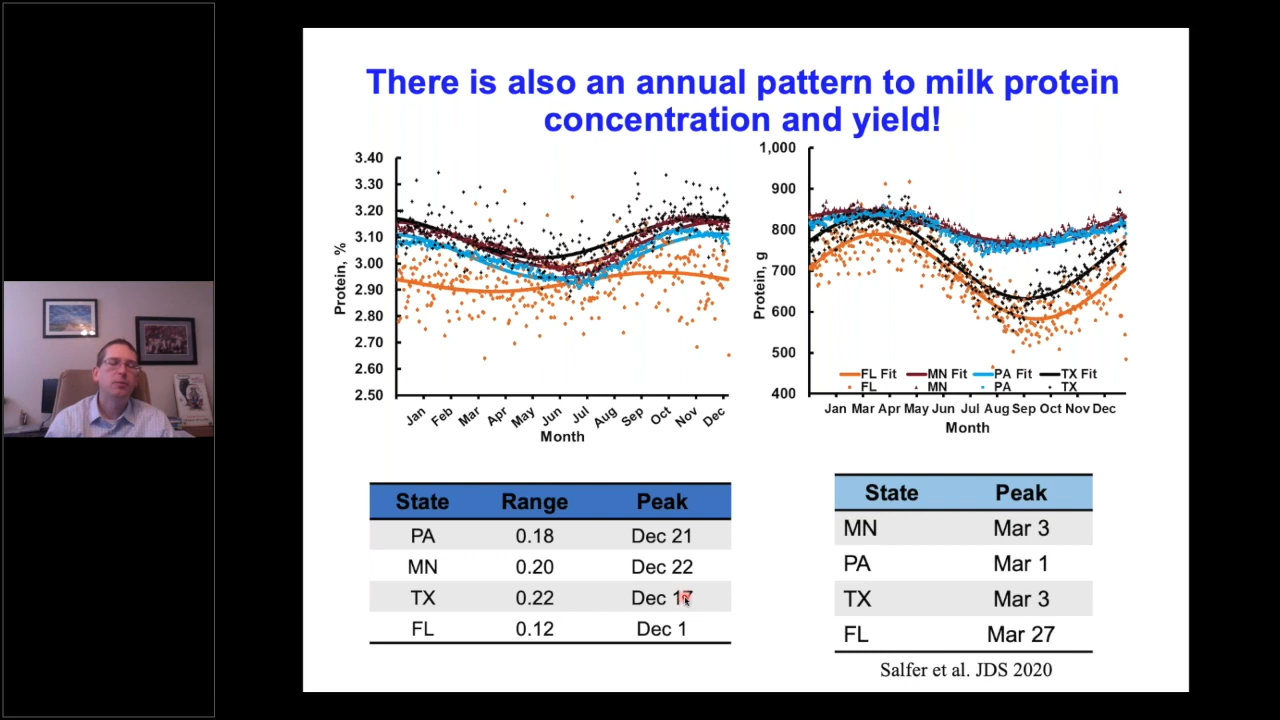 There is also an annual pattern to milk protein
concentration and yield!
3.40
3.30
3.20
3.10
3.00
2.90
2.80
2.70
2.60
2.50
Protein, %
Jan Feb Mar Apr May Jun Jul Aug Sep Oct Nov Dec
Month
1,000
900
800
700
600
500
400
Protein, g
FL Fit MN Fit PA Fit TX Fit
FL MN PA TX
Jan Mar Apr May Jun Jul Aug Sep Oct Nov Dec
Month
State Range Peak
PA 0.18 Dec 21
MN 0.20 Dec 22
TX 0.22 Dec 17
FL 0.12 Dec 1
State Peak
MN Mar 3
PA Mar 1
TX Mar 3
FL Mar 27
Salfer et al. JDS 2020